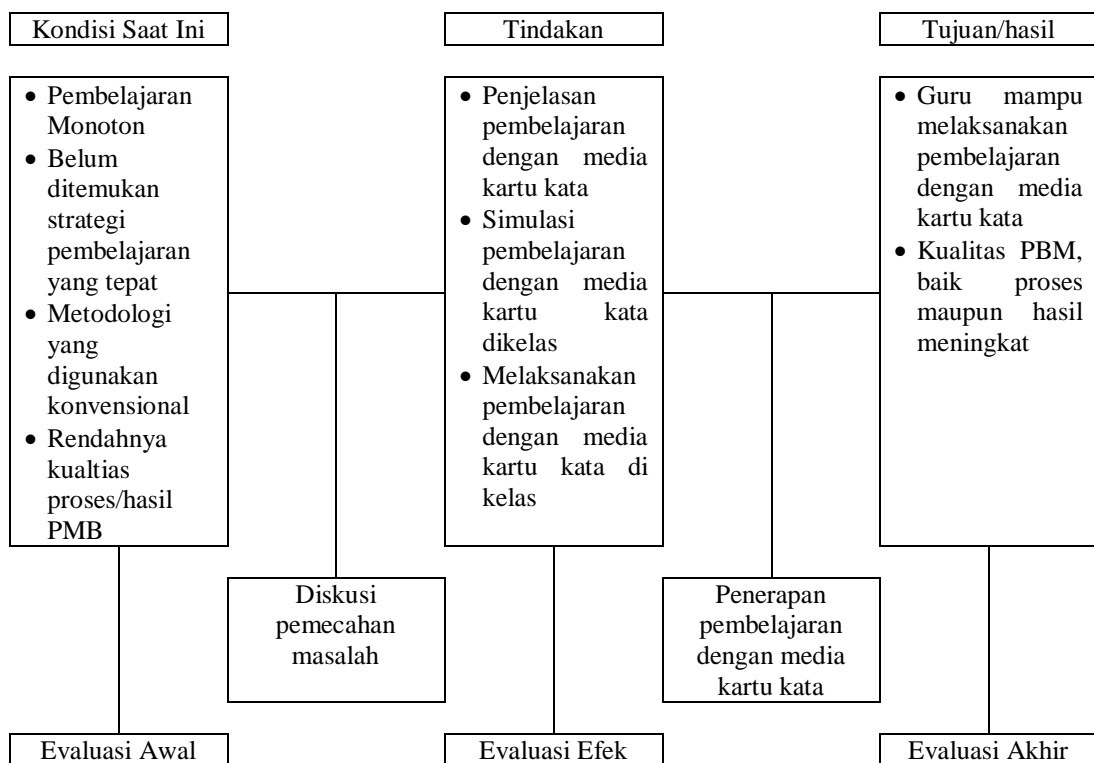 Kondisi Saat Ini
Tindakan
Tujuan/hasil
• Pembelajaran
Monoton
• Belum
ditemukan
strategi
pembelajaran
yang tepat
• Metodologi
yang
digunakan
konvensional
• Rendahnya
kualtias
proses/hasil
PMB
• Penjelasan
pembelajaran
dengan media
kartu kata
• Simulasi
pembelajaran
dengan media
kartu kata
dikelas
• Melaksanakan
pembelajaran
dengan media
kartu kata di
kelas
• Guru mampu
melaksanakan
pembelajaran
dengan media
kartu kata
• Kualitas PBM,
baik proses
maupun hasil
meningkat
Diskusi
pemecahan
masalah
Penerapan
pembelajaran
dengan media
kartu kata
Evaluasi Awal
Evaluasi Efek
Evaluasi Akhir